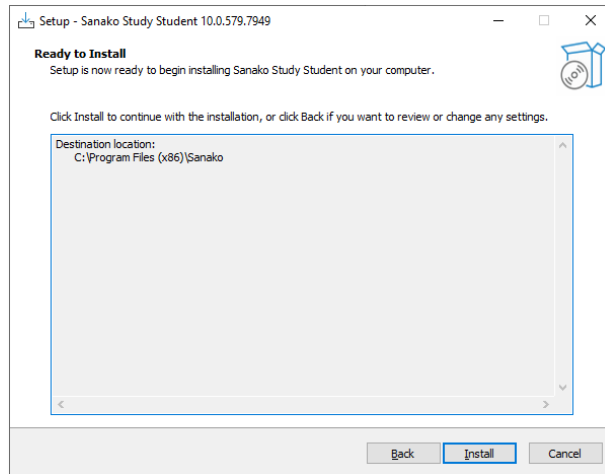 Setup - Sanako Study Student 10.0.579.7949
Ready to Install
Setup is now ready to begin installing Sanako Study Student on your computer.
Click Install to continue with the installation, or click Back if you want to review or change any settings.
Destination location:
C:\Program Files (x86)\Sanako
Back Install Cancel